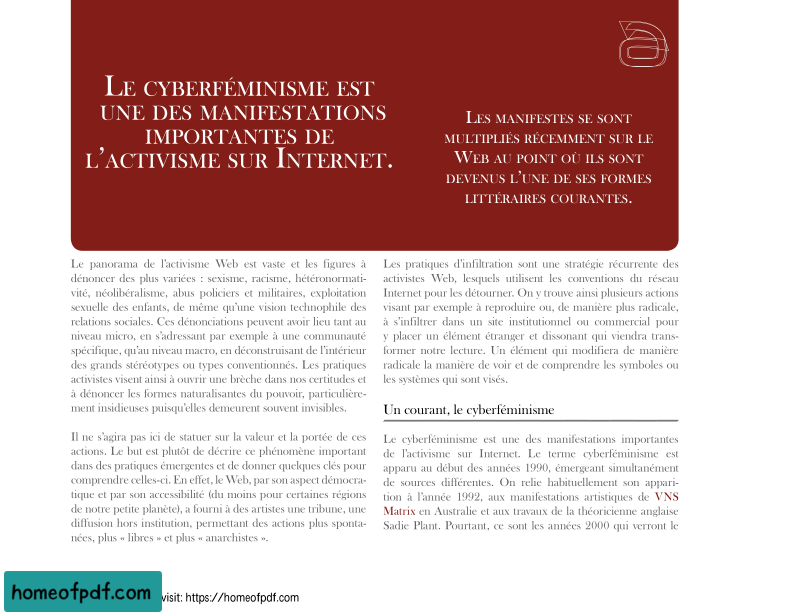 Le cyberféminisme est
une des manifestations
importantes de
l’activisme sur Internet.
Les manifestes se sont
multipliés récemment sur le
Web au point où ils sont
devenus l’une de ses formes
littéraires courantes.
Le panorama de l’activisme Web est vaste et les figures à
dénoncer des plus variées : sexisme, racisme, hétéronormati-
vité, néolibéralisme, abus policiers et militaires, exploitation
sexuelle des enfants, de même qu’une vision technophile des
relations sociales. Ces dénonciations peuvent avoir lieu tant au
niveau micro, en s’adressant par exemple à une communauté
spécifique, qu’au niveau macro, en déconstruisant de l’intérieur
des grands stéréotypes ou types conventionnés. Les pratiques
activistes visent ainsi à ouvrir une brèche dans nos certitudes et
à dénoncer les formes naturalisantes du pouvoir, particulière-
ment insidieuses puisqu’elles demeurent souvent invisibles.
Il ne s’agira pas ici de statuer sur la valeur et la portée de ces
actions. Le but est plutôt de décrire ce phénomène important
dans des pratiques émergentes et de donner quelques clés pour
comprendre celles-ci. En effet, le Web, par son aspect démocra-
tique et par son accessibilité (du moins pour certaines régions
de notre petite planète), a fourni à des artistes une tribune, une
diffusion hors institution, permettant des actions plus sponta-
nées, plus « libres » et plus « anarchistes ».
Les pratiques d’infiltration sont une stratégie récurrente des
activistes Web, lesquels utilisent les conventions du réseau
Internet pour les détourner. On y trouve ainsi plusieurs actions
visant par exemple à reproduire ou, de manière plus radicale,
à s’infiltrer dans un site institutionnel ou commercial pour
y placer un élément étranger et dissonant qui viendra trans-
former notre lecture. Un élément qui modifiera de manière
radicale la manière de voir et de comprendre les symboles ou
les systèmes qui sont visés.
Un courant, le cyberféminisme
Le cyberféminisme est une des manifestations importantes
de l’activisme sur Internet. Le terme cyberféminisme est
apparu au début des années 1990, émergeant simultanément
de sources différentes. On relie habituellement son appari-
tion à l’année 1992, aux manifestations artistiques de VNS
Matrix en Australie et aux travaux de la théoricienne anglaise
Sadie Plant. Pourtant, ce sont les années 2000 qui verront le
homeofpdf.com
visit: https://homeofpdf.com